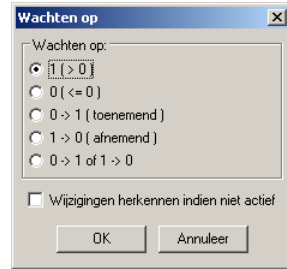 Wachten op
Wachten op:
1 ( > 0 )
0 ( <= 0 )
0 -> 1 ( toenemend )
1 -> 0 ( afnemend )
0 -> 1 of 1 -> 0
Wijzigingen herkennen indien niet actief
OK
Annuleer